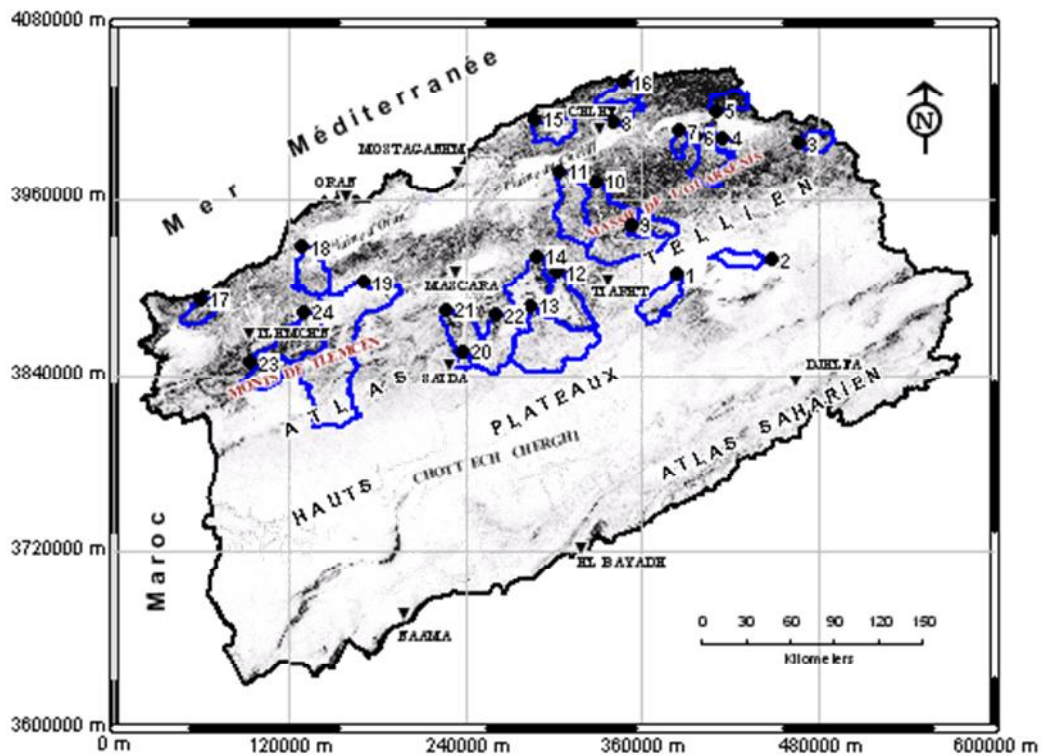 4080000 m
3960000 m
3840000 m
3720000 m
3600000 m
0 m
120000 m
240000 m
360000 m
480000 m
600000 m
Mer Méditerranée
Maroc
N
16
15
8
5
7
6
4
3
MOSTAGANEM
ORAN
11
10
9
MASSIF DE L'OUARSENIS
TELLIEN
Plaine d'Oran
18
14
12
1
2
17
19
MASCARA
TIARET
24
21
22
13
TLEMCEN
23
20
MONTS DE TLEMCEN
SAIDA
DJELFA
ATLAS
HAUTS PLATEAUX
CHOTT ECH CHERGHI
ATLAS SAHARIEN
EL BAYADH
NAAMA
0 30 60 90 120 150
Kilometers